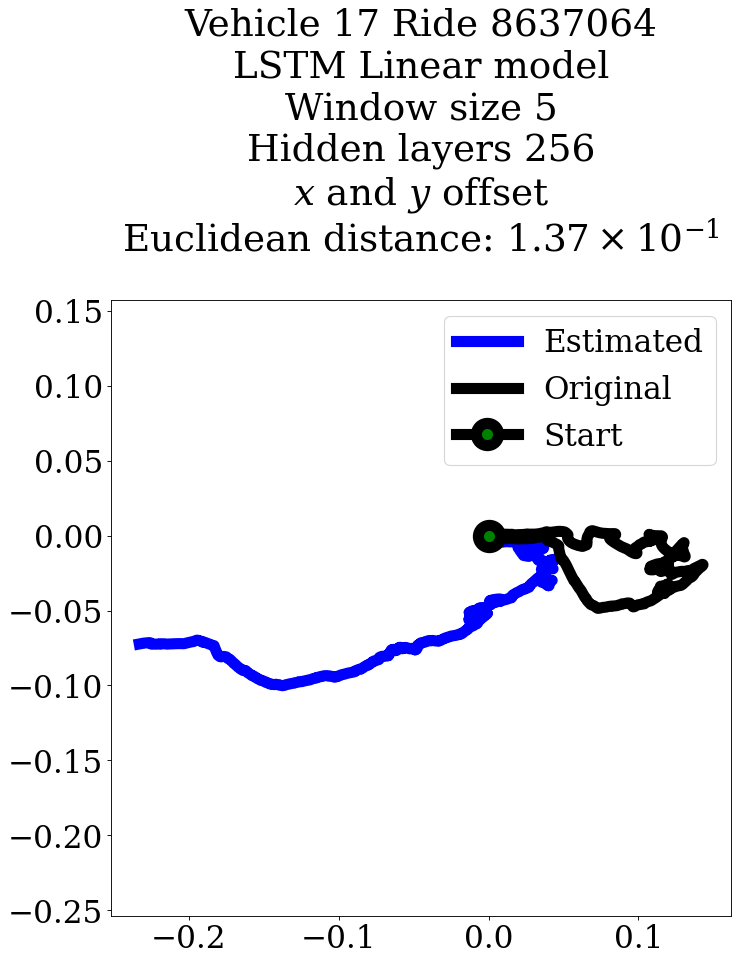 Vehicle 17 Ride 8637064
LSTM Linear model
Window size 5
Hidden layers 256
x and y offset
Euclidean distance: 1.37 × 10⁻¹
0.15
0.10
0.05
0.00
−0.05
−0.10
−0.15
−0.20
−0.25
Estimated
Original
Start
−0.2
−0.1
0.0
0.1